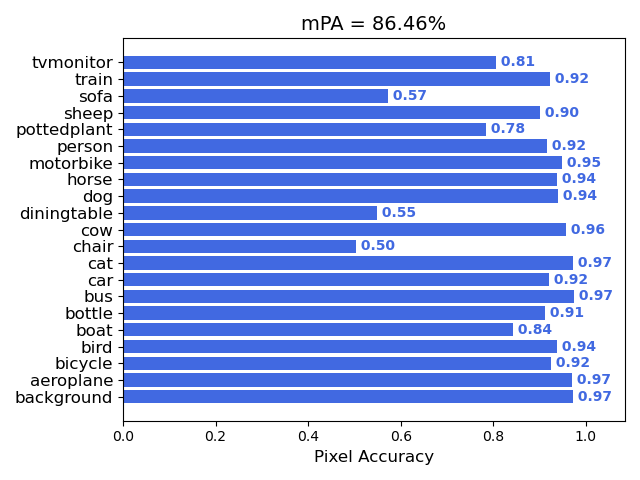 mPA = 86.46%
tvmonitor 0.81
train 0.92
sofa 0.57
sheep 0.90
pottedplant 0.78
person 0.92
motorbike 0.95
horse 0.94
dog 0.94
diningtable 0.55
cow 0.96
chair 0.50
cat 0.97
car 0.92
bus 0.97
bottle 0.91
boat 0.84
bird 0.94
bicycle 0.92
aeroplane 0.97
background 0.97
0.0 0.2 0.4 0.6 0.8 1.0
Pixel Accuracy